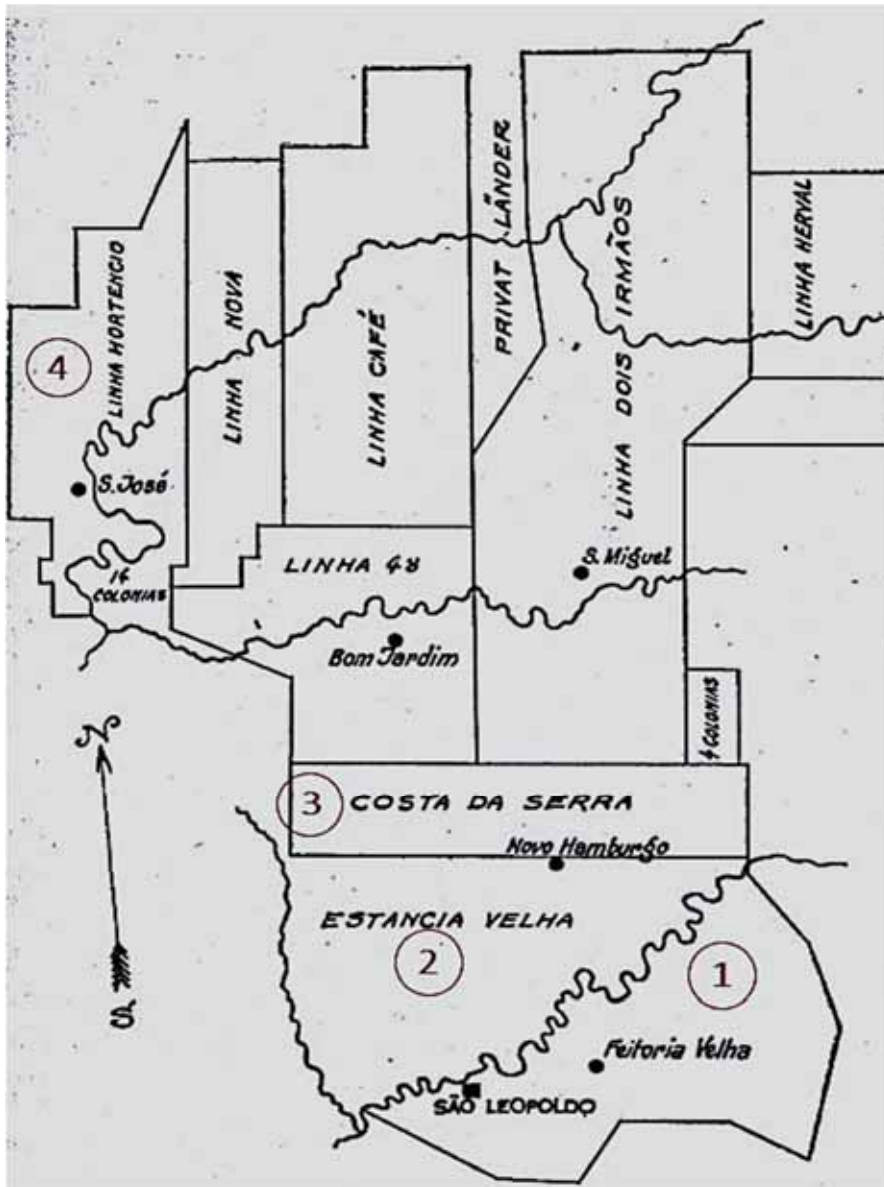 PRIVAT LÄNDER
LINHA DOIS IRMÃOS
LINHA HERVAL
LINHA CAFÉ
LINHA NOVA
LINHA HORTENCIO
4
S. José
14
COLONIAS
LINHA 48
S. Miguel
Bom Jardim
4 COLONIAS
N
S
3
COSTA DA SERRA
Novo Hamburgo
ESTANCIA VELHA
2
1
Feitoria Velha
SÃO LEOPOLDO